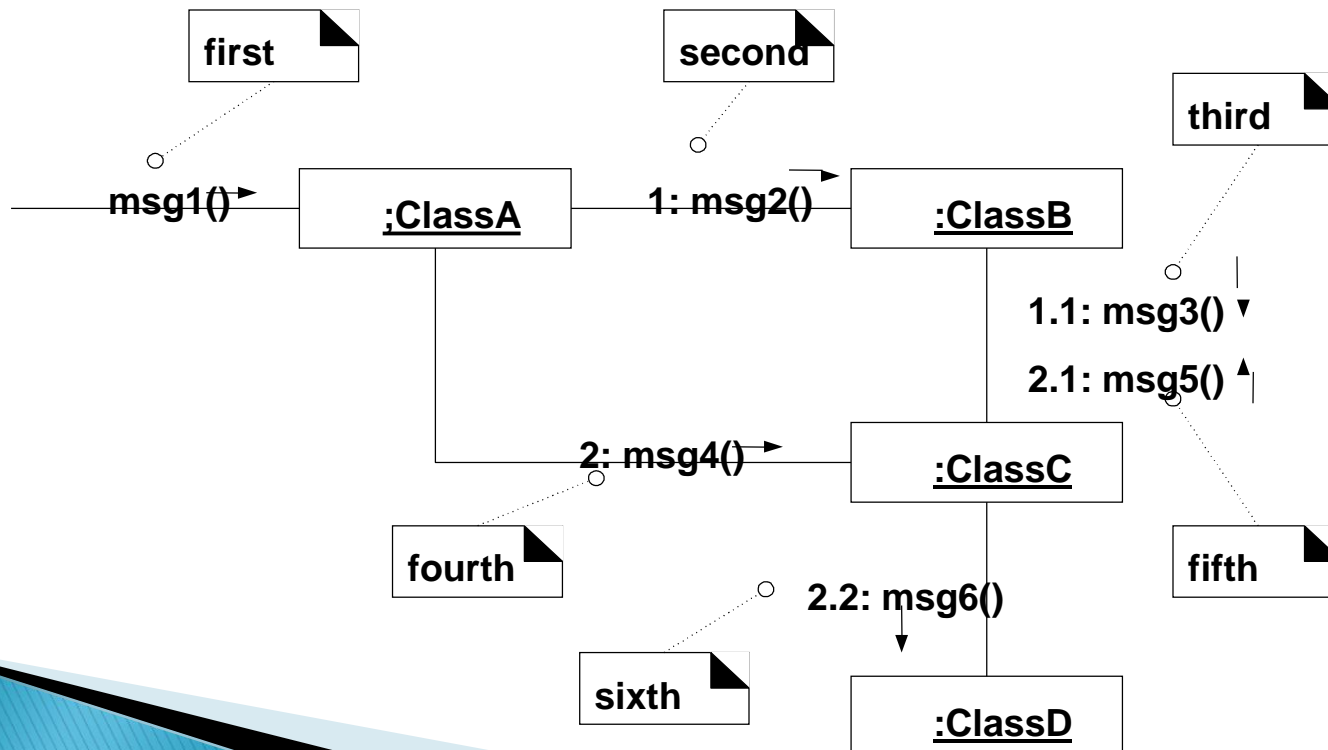 first
second
third
msg1()
;ClassA
1: msg2()
:ClassB
1.1: msg3()
2.1: msg5()
2: msg4()
:ClassC
fourth
fifth
2.2: msg6()
sixth
:ClassD